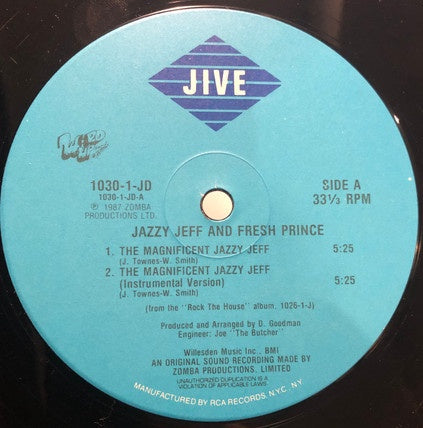 JIVE
WORD UP RECORDS
1030-1-JD
1030-1-JD-A
℗ 1987 ZOMBA
PRODUCTIONS LTD.
SIDE A
33⅓ RPM
JAZZY JEFF AND FRESH PRINCE
1. THE MAGNIFICENT JAZZY JEFF 5:25
(J. Townes-W. Smith)
2. THE MAGNIFICENT JAZZY JEFF
(Instrumental Version) 5:25
(J. Townes-W. Smith)
(from the "Rock The House" album, 1026-1-J)
Produced and Arranged by D. Goodman
Engineer: Joe "The Butcher"
Willesden Music Inc., BMI
AN ORIGINAL SOUND RECORDING MADE BY
ZOMBA PRODUCTIONS, LIMITED
UNAUTHORIZED DUPLICATION IS A
VIOLATION OF APPLICABLE LAWS
MANUFACTURED BY RCA RECORDS, NYC, NY.